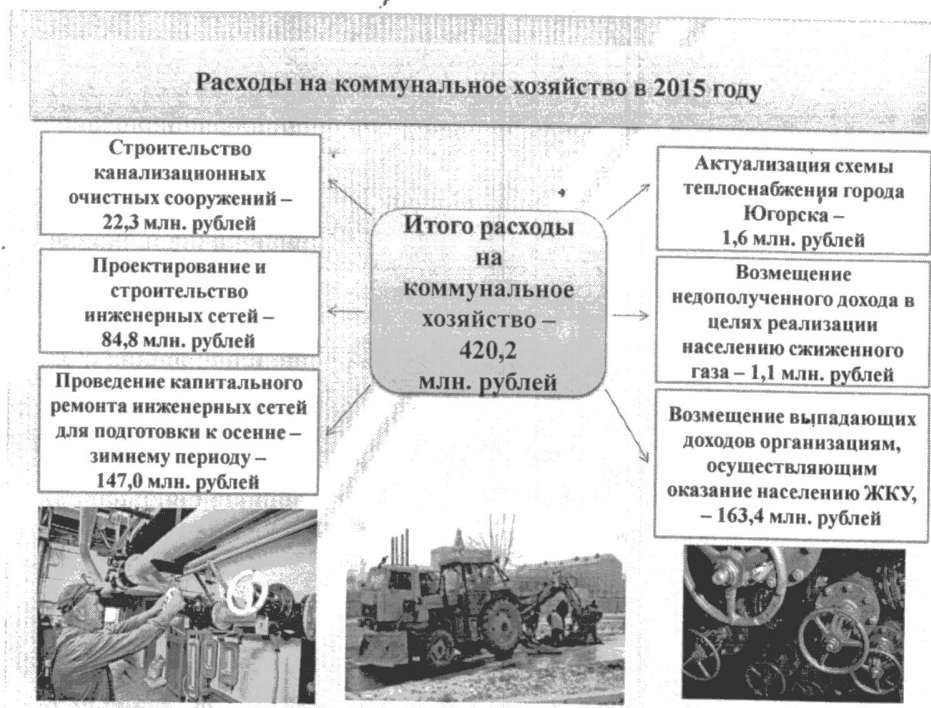 Расходы на коммунальное хозяйство в 2015 году
Строительство
канализационных
очистных сооружений –
22,3 млн. рублей
Проектирование и
строительство
инженерных сетей –
84,8 млн. рублей
Проведение капитального
ремонта инженерных сетей
для подготовки к осенне –
зимнему периоду –
147,0 млн. рублей
Итого расходы
на
коммунальное
хозяйство –
420,2
млн. рублей
Актуализация схемы
теплоснабжения города
Югорска –
1,6 млн. рублей
Возмещение
недополученного дохода в
целях реализации
населению сжиженного
газа – 1,1 млн. рублей
Возмещение выпадающих
доходов организациям,
осуществляющим
оказание населению ЖКУ,
– 163,4 млн. рублей